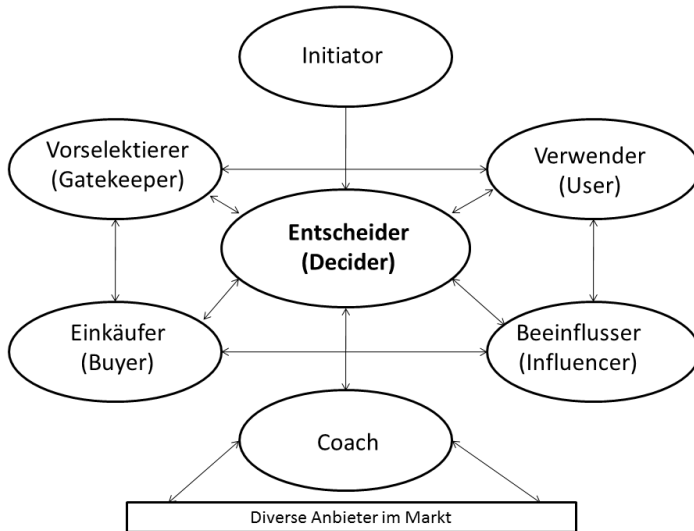 Initiator
Vorselektierer
(Gatekeeper)
Verwender
(User)
Entscheider
(Decider)
Einkäufer
(Buyer)
Beeinflusser
(Influencer)
Coach
Diverse Anbieter im Markt